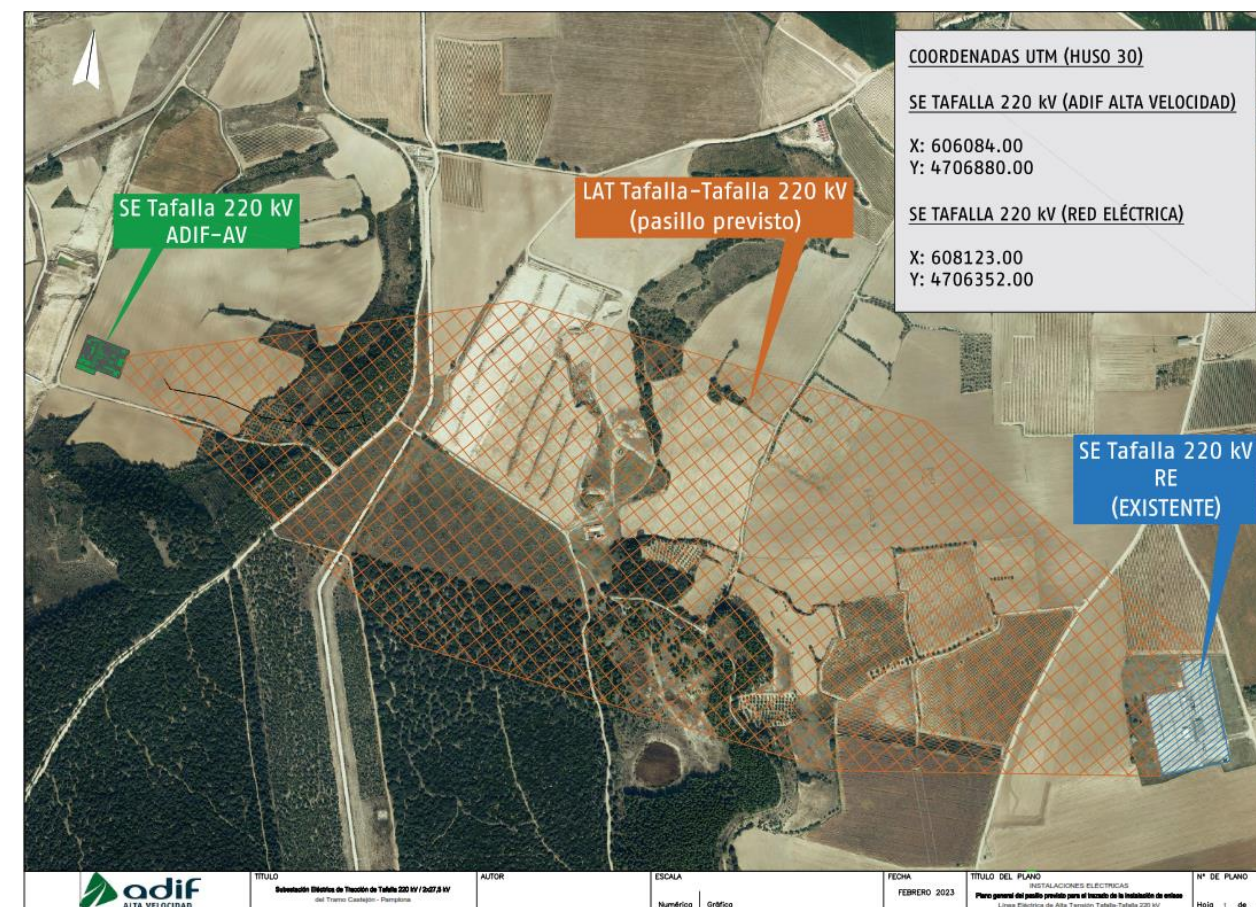 COORDENADAS UTM (HUSO 30)
SE TAFALLA 220 kV (ADIF ALTA VELOCIDAD)
X: 606084.00
Y: 4706880.00
SE TAFALLA 220 kV (RED ELÉCTRICA)
X: 608123.00
Y: 4706352.00
SE Tafalla 220 kV
ADIF-AV
LAT Tafalla-Tafalla 220 kV
(pasillo previsto)
SE Tafalla 220 kV
RE
(EXISTENTE)
adif
ALTA VELOCIDAD
TÍTULO
Subestación Eléctrica de Tracción de Tafalla 220 kV / 2x27,5 kV
del Tramo Castejón - Pamplona
AUTOR
ESCALA
Numérica
Gráfica
FECHA
FEBRERO 2023
TÍTULO DEL PLANO
INSTALACIONES ELÉCTRICAS
Plano general del pasillo previsto para el trazado de la instalación de enlace
Línea Eléctrica de Alta Tensión Tafalla-Tafalla 220 kV
Nº DE PLANO
Hoja de